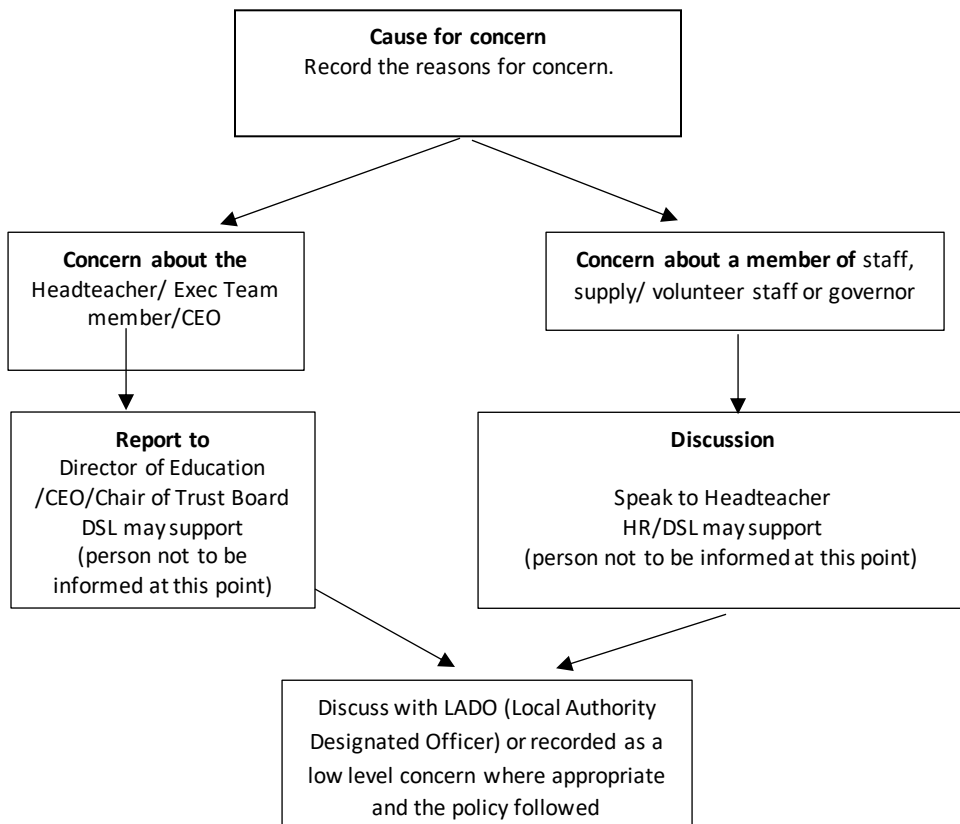 Cause for concern
Record the reasons for concern.
Concern about the
Headteacher/ Exec Team
member/CEO
Concern about a member of staff,
supply/ volunteer staff or governor
Report to
Director of Education
/CEO/Chair of Trust Board
DSL may support
(person not to be
informed at this point)
Discussion
Speak to Headteacher
HR/DSL may support
(person not to be informed at this point)
Discuss with LADO (Local Authority
Designated Officer) or recorded as a
low level concern where appropriate
and the policy followed